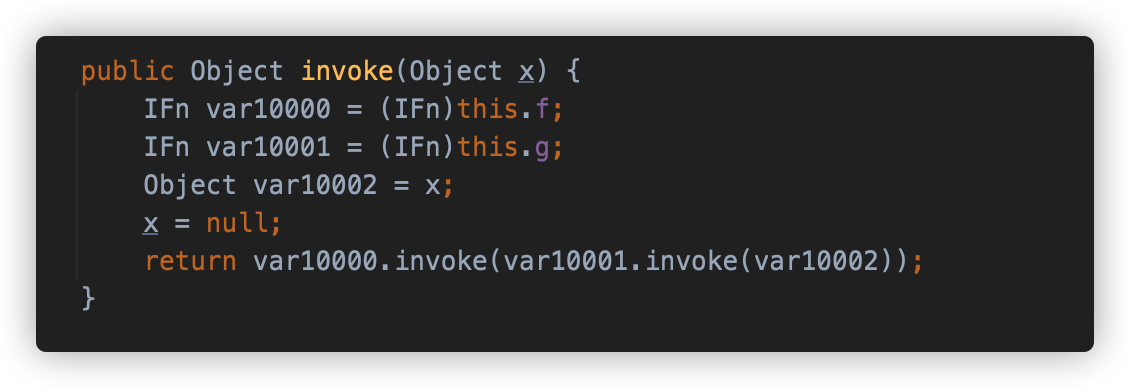 public Object invoke(Object x) {
    IFn var10000 = (IFn)this.f;
    IFn var10001 = (IFn)this.g;
    Object var10002 = x;
    x = null;
    return var10000.invoke(var10001.invoke(var10002));
}